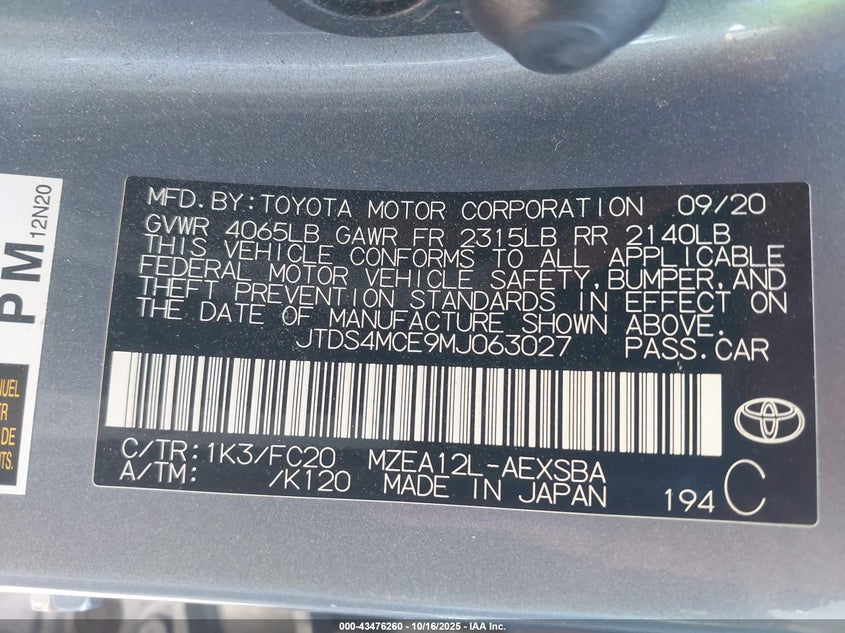 MFD. BY: TOYOTA MOTOR CORPORATION 09/20
GVWR 4065LB GAWR FR 2315LB RR 2140LB
THIS VEHICLE CONFORMS TO ALL APPLICABLE
FEDERAL MOTOR VEHICLE SAFETY, BUMPER, AND
THEFT PREVENTION STANDARDS IN EFFECT ON
THE DATE OF MANUFACTURE SHOWN ABOVE.
JTDS4MCE9MJ063027 PASS. CAR
C/TR: 1K3/FC20 MZEA12L-AEXSBA
A/TM: /K120 MADE IN JAPAN 194 C
PM
12N20
DE
000-43476260 - 10/16/2025 - IAA Inc.